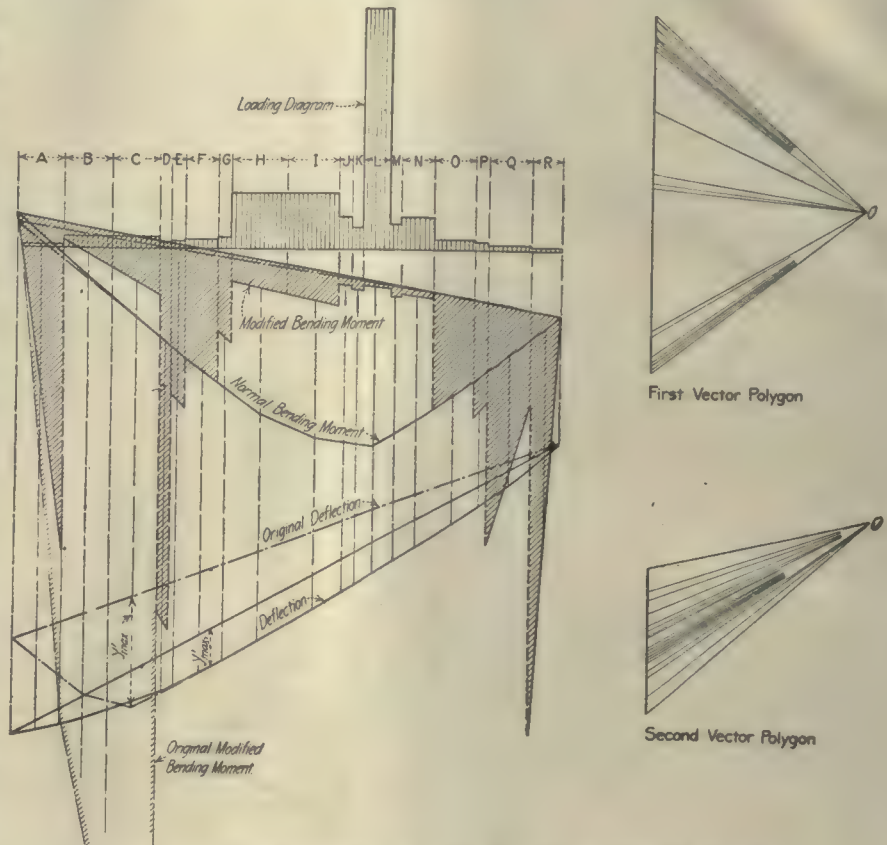 Loading Diagram
A B C D E F G H I J K L M N O P Q R
Modified Bending Moment
Normal Bending Moment
Original Deflection
Deflection
Original Modified
Bending Moment.
O
First Vector Polygon
O
Second Vector Polygon